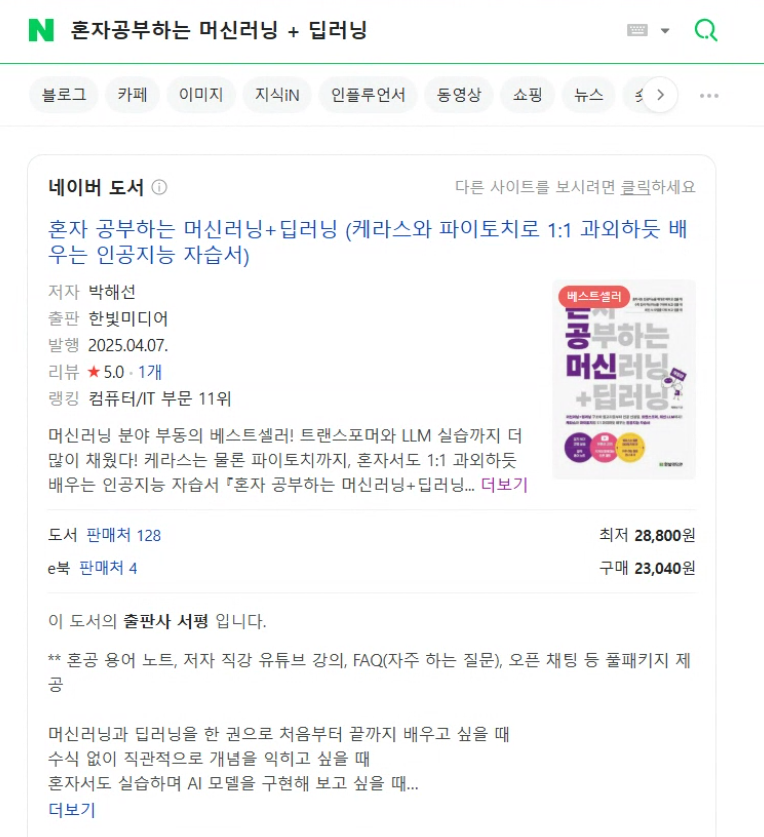 N 혼자공부하는 머신러닝 + 딥러닝
블로그 카페 이미지 지식iN 인플루언서 동영상 쇼핑 뉴스
네이버 도서
다른 사이트를 보시려면 클릭하세요
혼자 공부하는 머신러닝+딥러닝 (케라스와 파이토치로 1:1 과외하듯 배
우는 인공지능 자습서)
저자 박해선
출판 한빛미디어
발행 2025.04.07.
리뷰 ★5.0 · 1개
랭킹 컴퓨터/IT 부문 11위
베스트셀러
혼자
공부하는
머신러닝
+딥러닝
머신러닝 분야 부동의 베스트셀러! 트랜스포머와 LLM 실습까지 더
많이 채웠다! 케라스는 물론 파이토치까지, 혼자서도 1:1 과외하듯
배우는 인공지능 자습서 『혼자 공부하는 머신러닝+딥러닝... 더보기
도서 판매처 128 최저 28,800원
e북 판매처 4 구매 23,040원
이 도서의 출판사 서평 입니다.
** 혼공 용어 노트, 저자 직강 유튜브 강의, FAQ(자주 하는 질문), 오픈 채팅 등 풀패키지 제
공
머신러닝과 딥러닝을 한 권으로 처음부터 끝까지 배우고 싶을 때
수식 없이 직관적으로 개념을 익히고 싶을 때
혼자서도 실습하며 AI 모델을 구현해 보고 싶을 때...
더보기